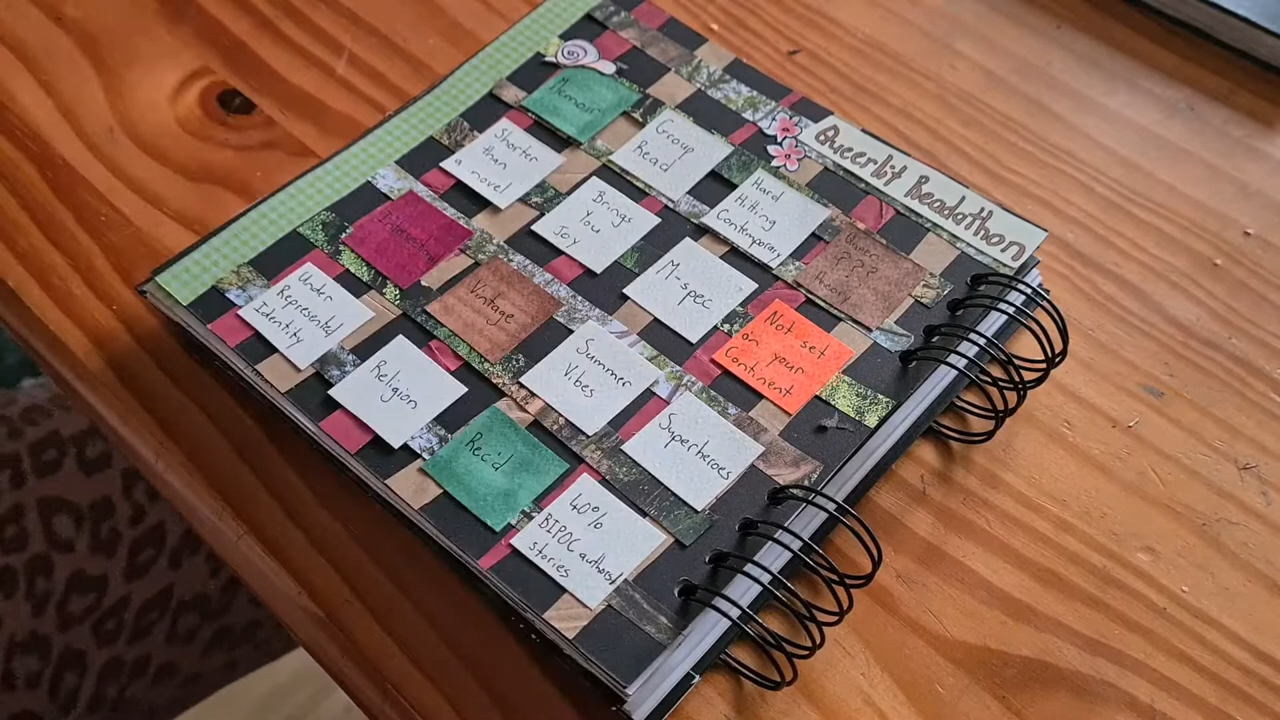 Queerlit Readathon
Memoir
Group
Read
Hard
Hitting
Contemporary
Queer
???
theory
Shorter
than
a novel
Brings
You
Joy
M-spec
Not set
on your
Continent
Vintage
Summer
Vibes
Superheroes
Under
Represented
Identity
Religion
Rec'd
40%
BIPOC authors/
stories